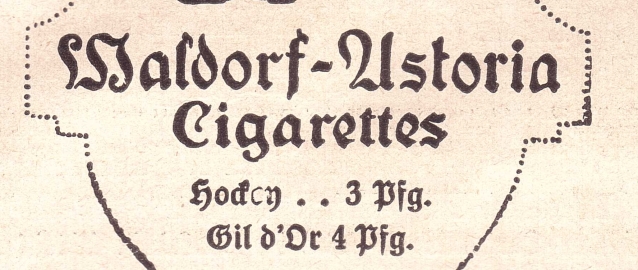 Waldorf-Astoria
Cigarettes
Hockey . . 3 Pfg.
Gil d'Or 4 Pfg.